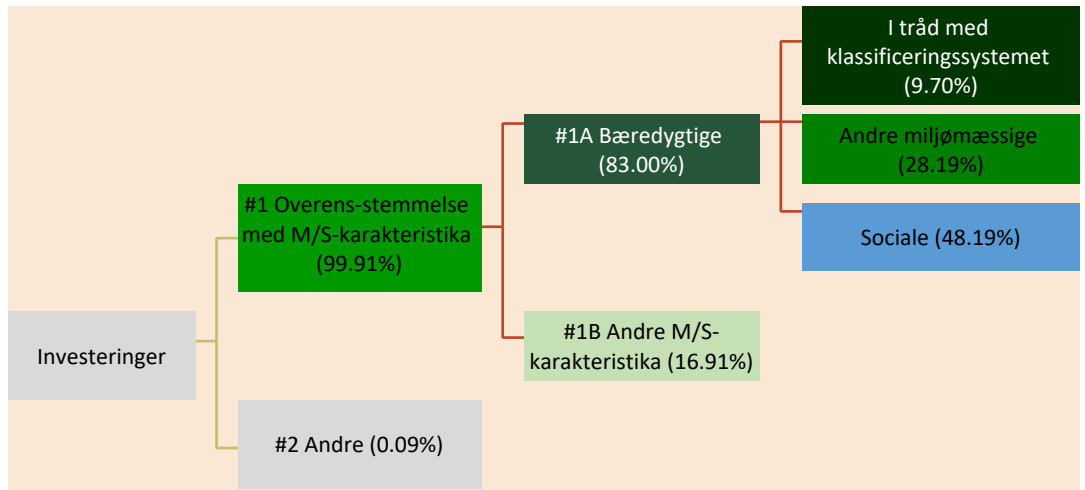 Investeringer
#1 Overens-stemmelse
med M/S-karakteristika
(99.91%)
#2 Andre (0.09%)
#1A Bæredygtige
(83.00%)
#1B Andre M/S-
karakteristika (16.91%)
I tråd med
klassificeringssystemet
(9.70%)
Andre miljømæssige
(28.19%)
Sociale (48.19%)